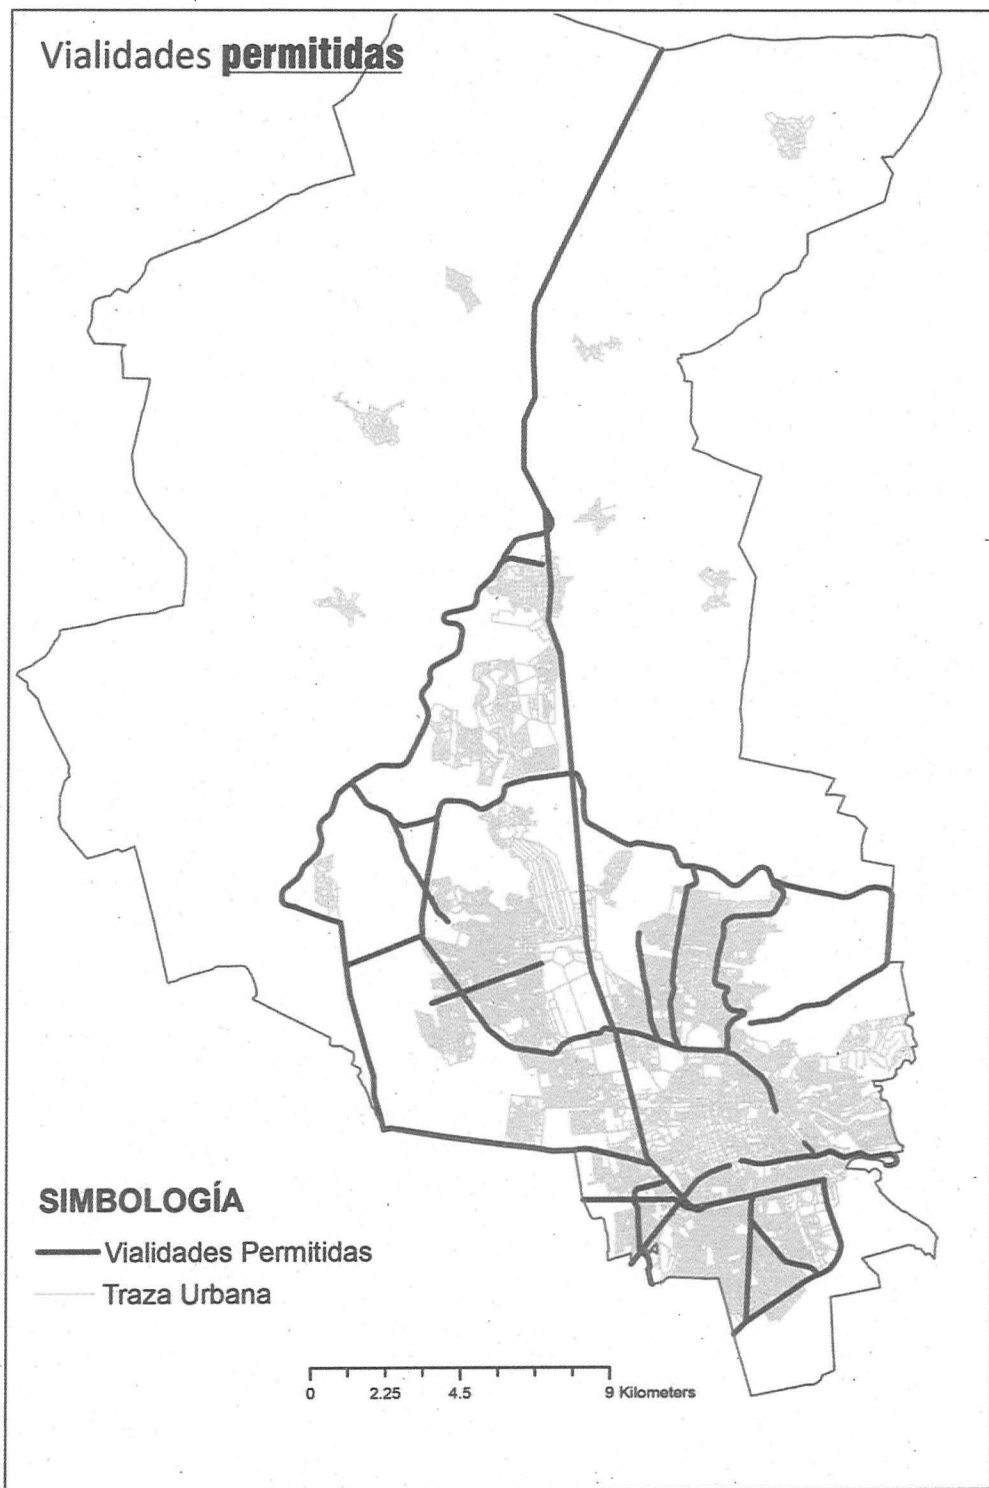 Vialidades permitidas
SIMBOLOGÍA
Vialidades Permitidas
Traza Urbana
0 2.25 4.5 9 Kilometers